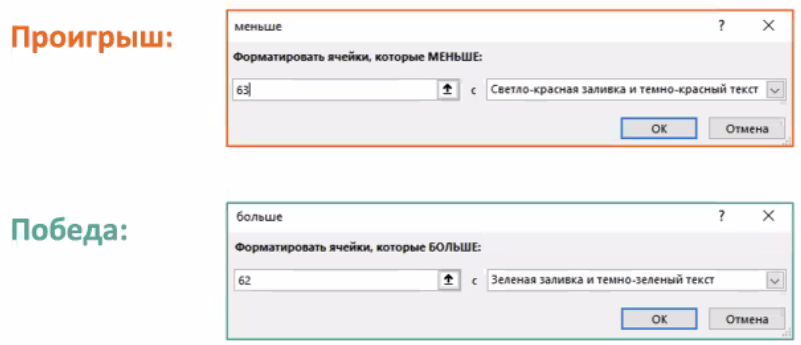 Проигрыш:
меньше ? ×
Форматировать ячейки, которые МЕНЬШЕ:
63 с Светло-красная заливка и темно-красный текст
ОК Отмена
Победа:
больше ? ×
Форматировать ячейки, которые БОЛЬШЕ:
62 с Зеленая заливка и темно-зеленый текст
ОК Отмена